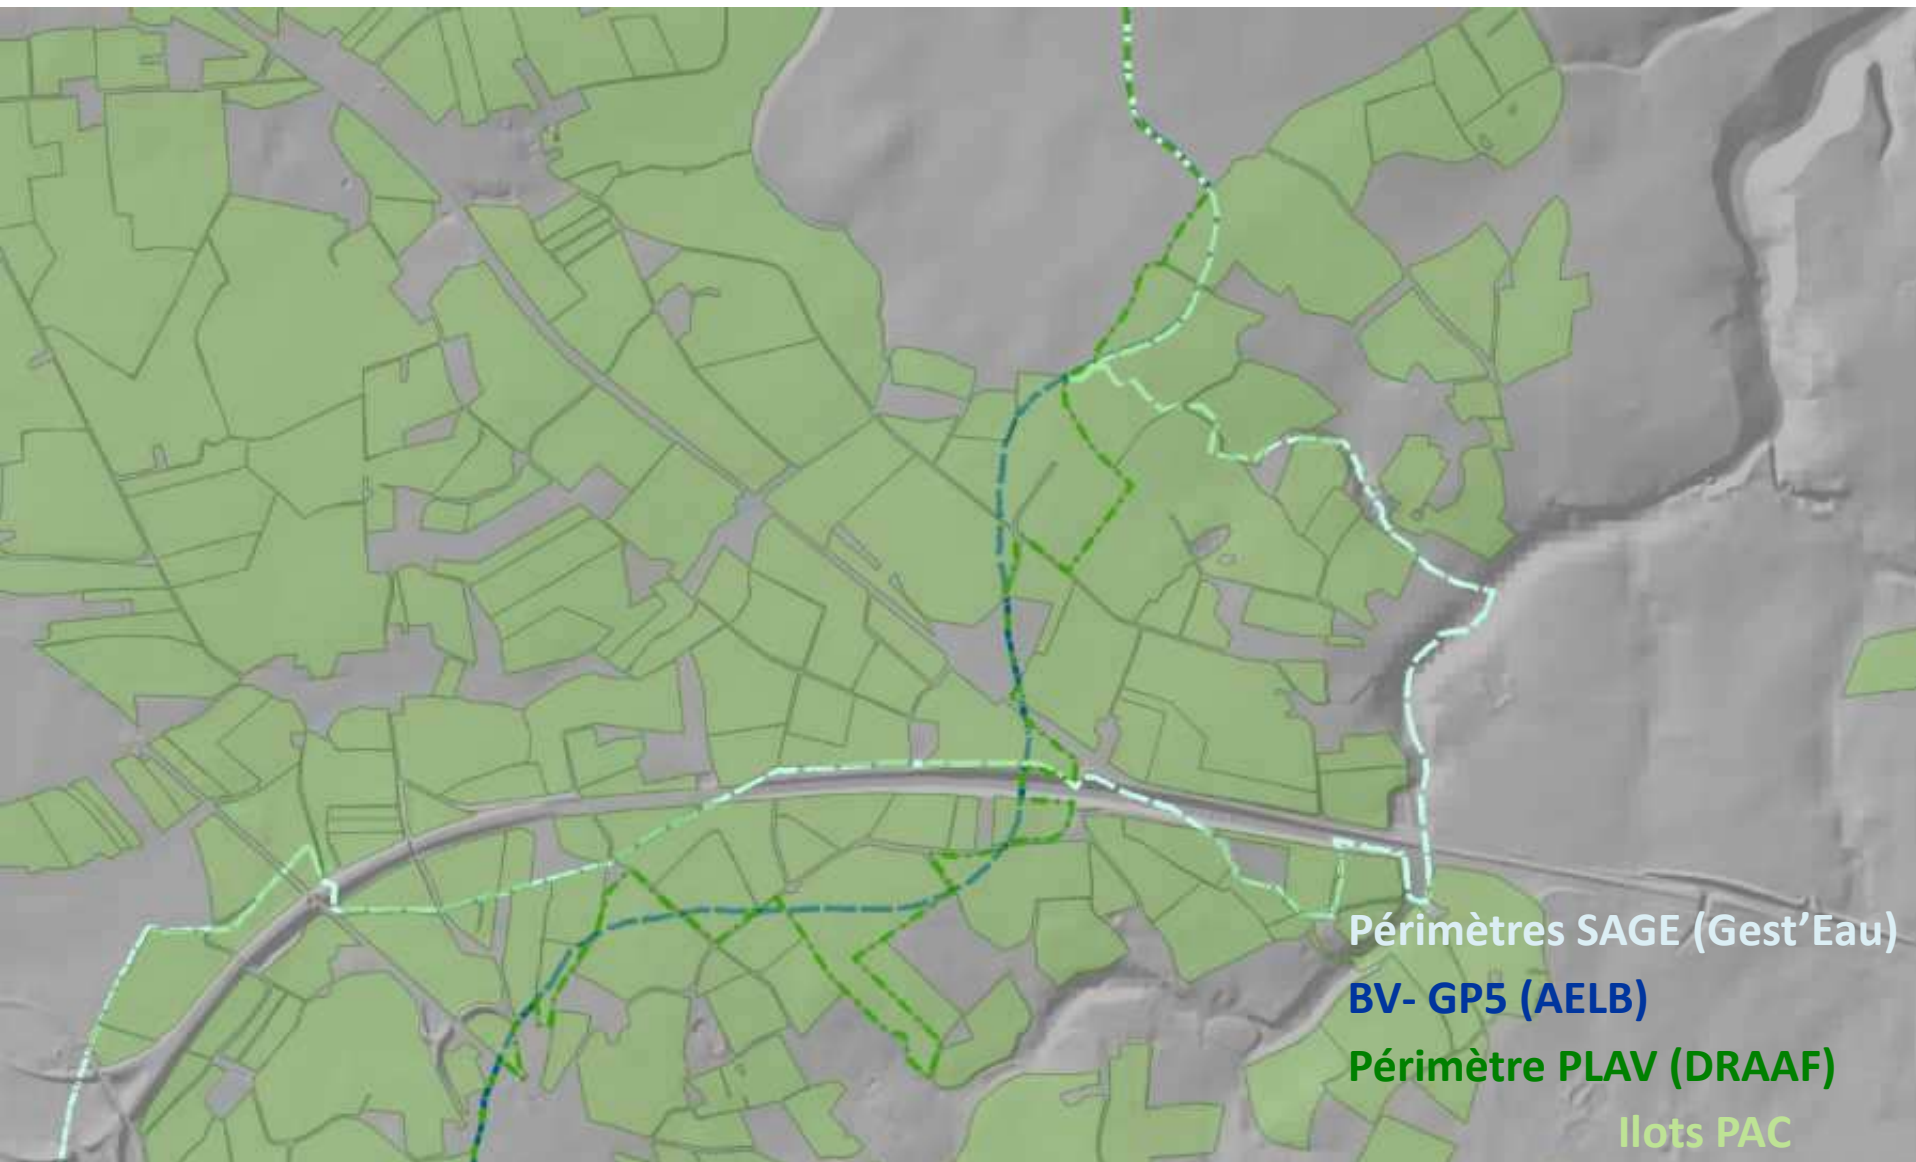 Périmètres SAGE (Gest’Eau)
BV- GP5 (AELB)
Périmètre PLAV (DRAAF)
Ilots PAC